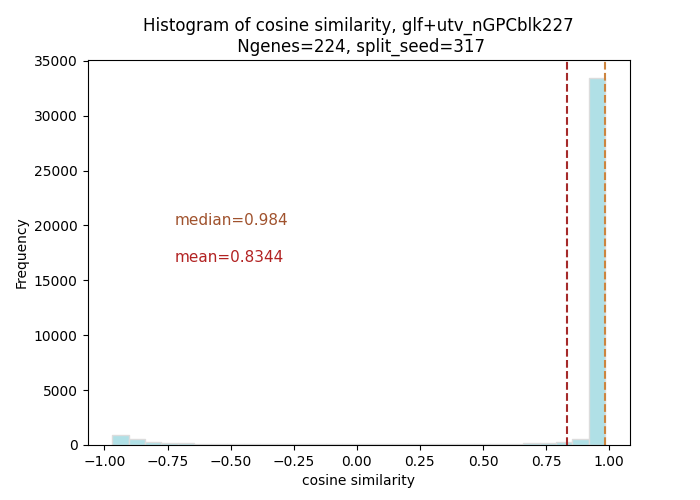 Histogram of cosine similarity, glf+utv_nGPCblk227
Ngenes=224, split_seed=317
35000
30000
25000
20000
15000
10000
5000
0
Frequency
median=0.984
mean=0.8344
−1.00 −0.75 −0.50 −0.25 0.00 0.25 0.50 0.75 1.00
cosine similarity